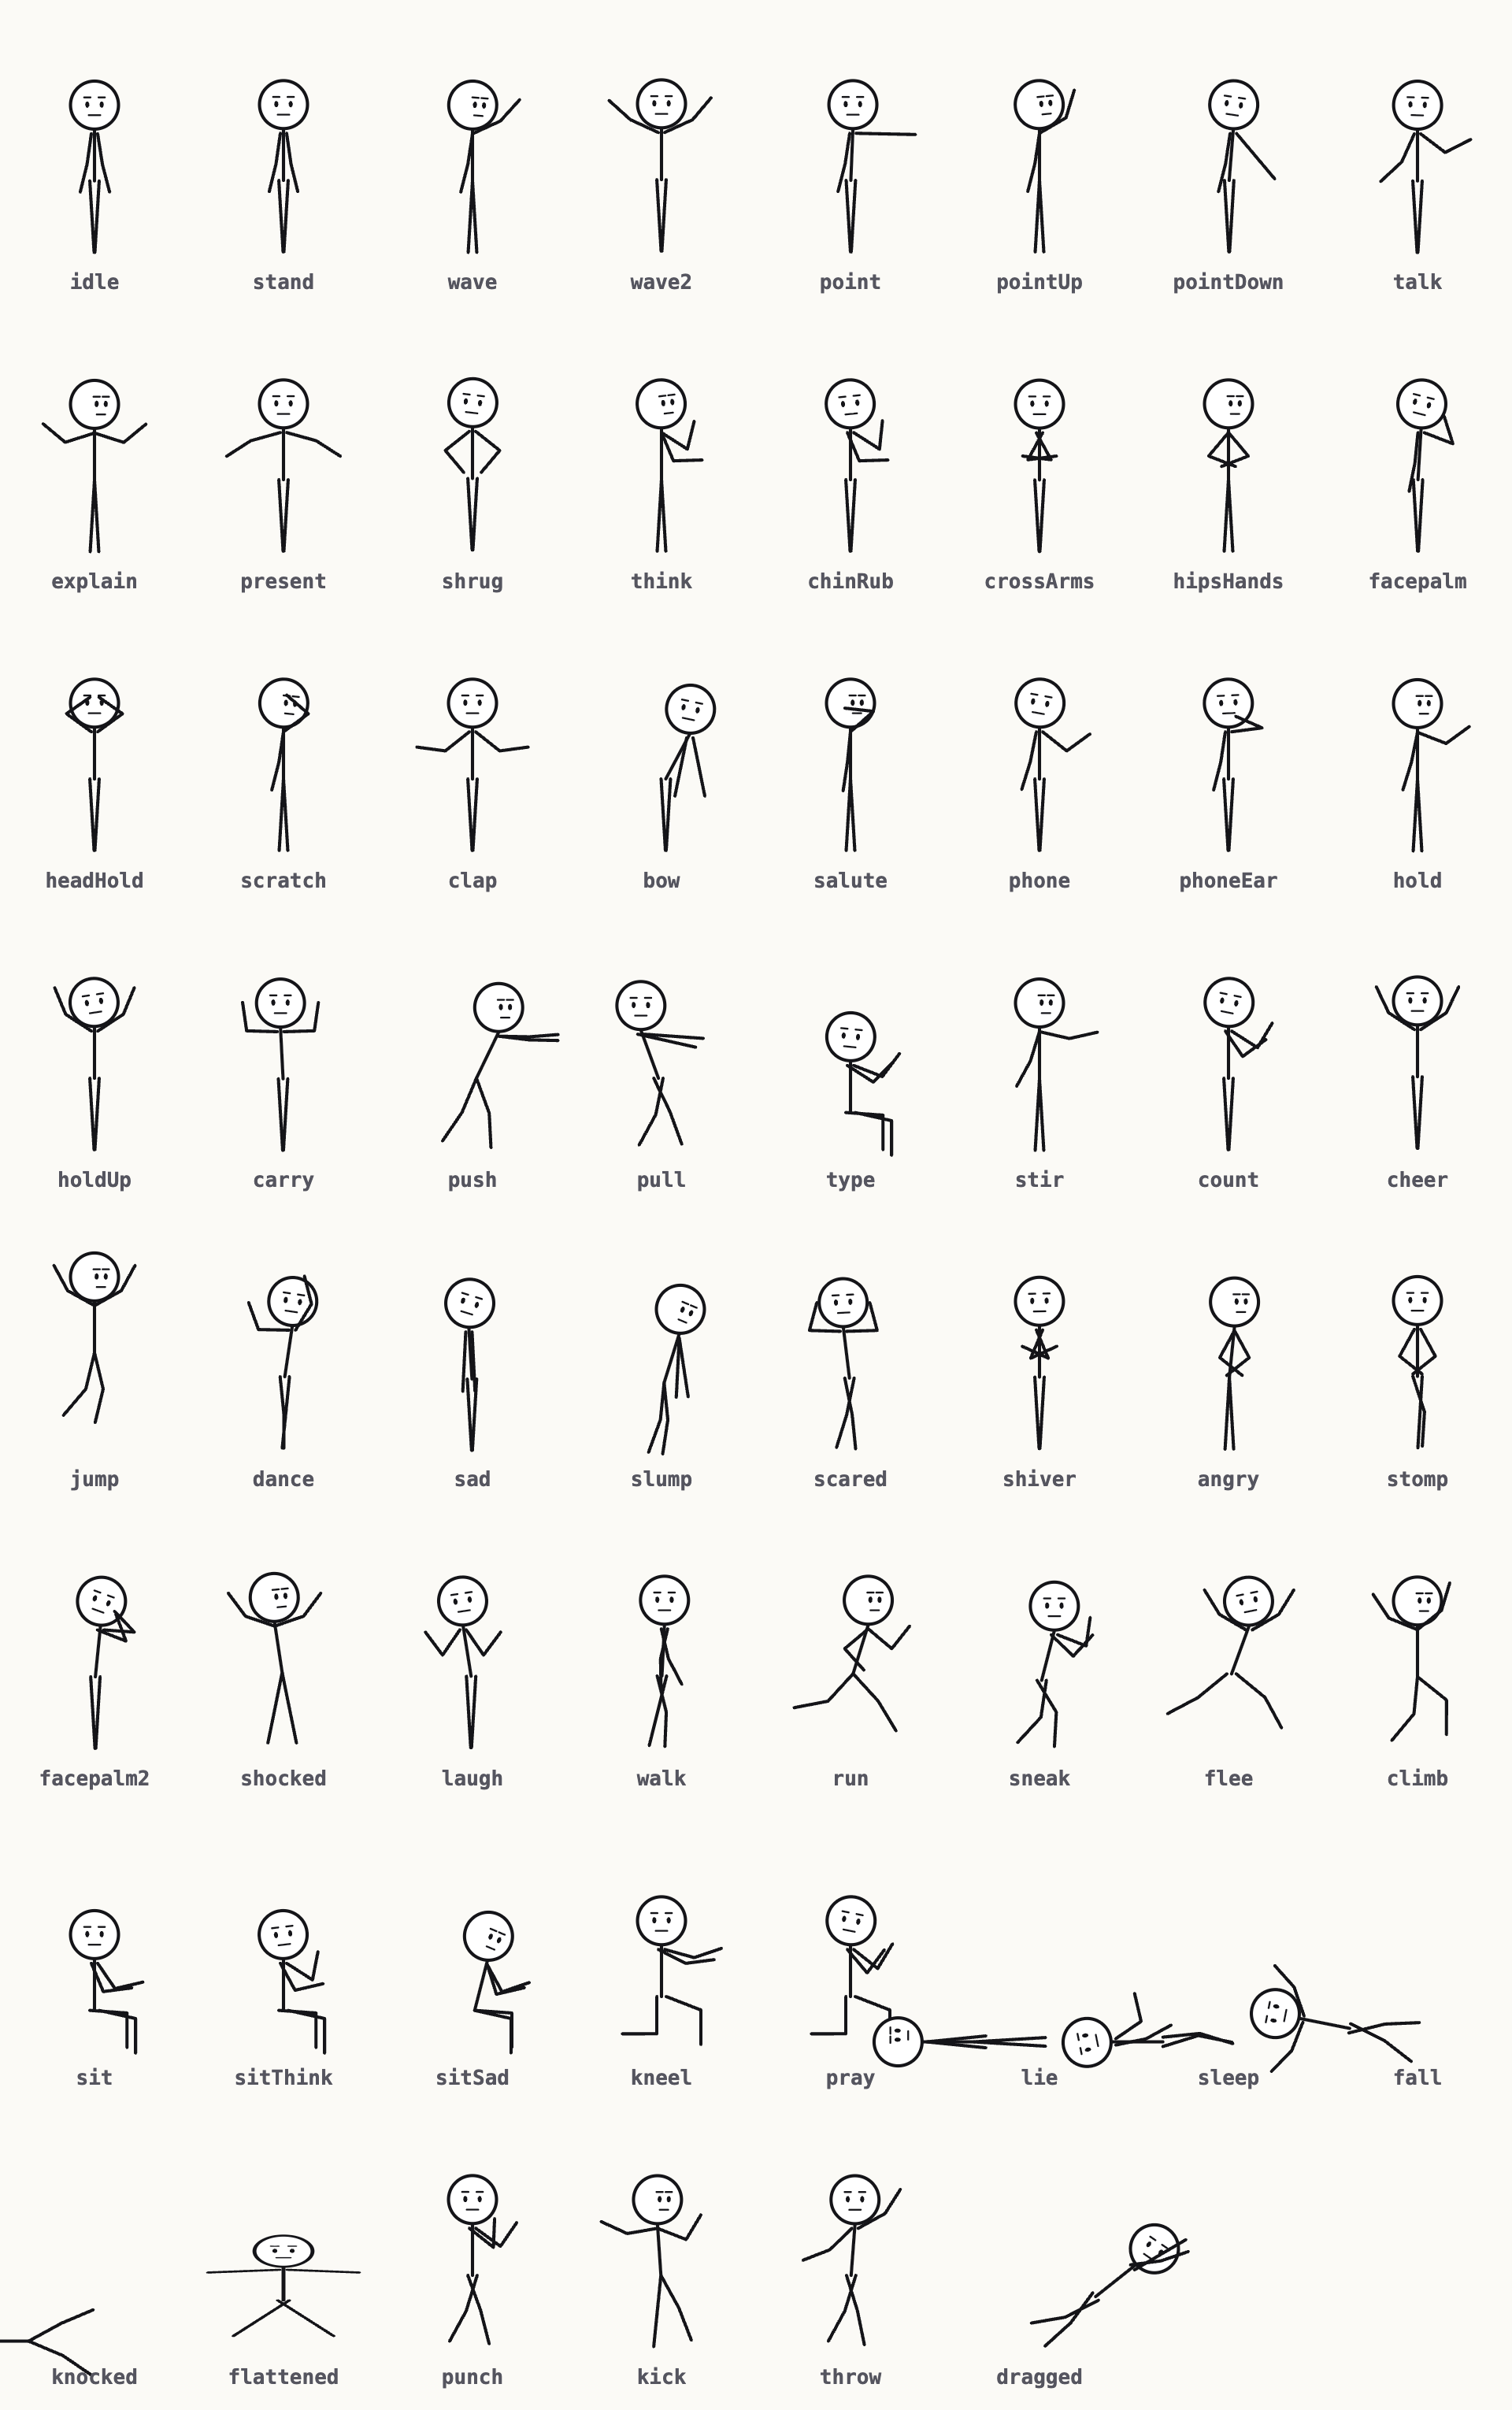 idle stand wave wave2 point pointUp pointDown talk
explain present shrug think chinRub crossArms hipsHands facepalm
headHold scratch clap bow salute phone phoneEar hold
holdUp carry push pull type stir count cheer
jump dance sad slump scared shiver angry stomp
facepalm2 shocked laugh walk run sneak flee climb
sit sitThink sitSad kneel pray lie sleep fall
knocked flattened punch kick throw dragged